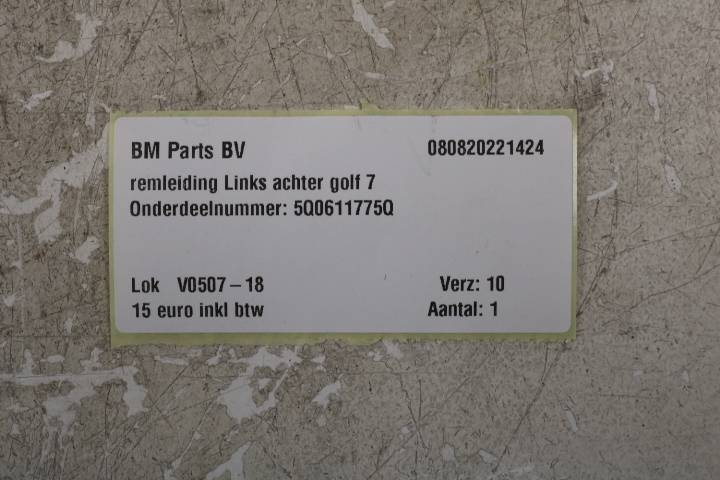 BM Parts BV 080820221424
remleiding Links achter golf 7
Onderdeelnummer: 5Q0611775Q
Lok V0507-18 Verz: 10
15 euro inkl btw Aantal: 1